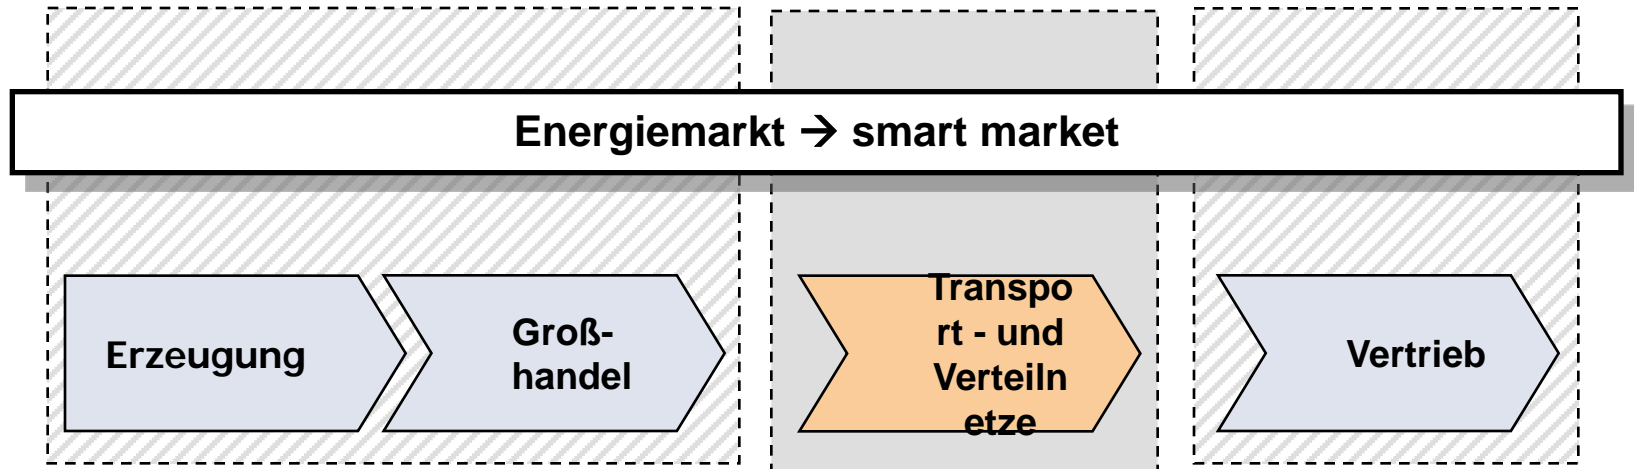 Energiemarkt → smart market
Erzeugung
Groß-
handel
Transpo
rt - und
Verteiln
etze
Vertrieb